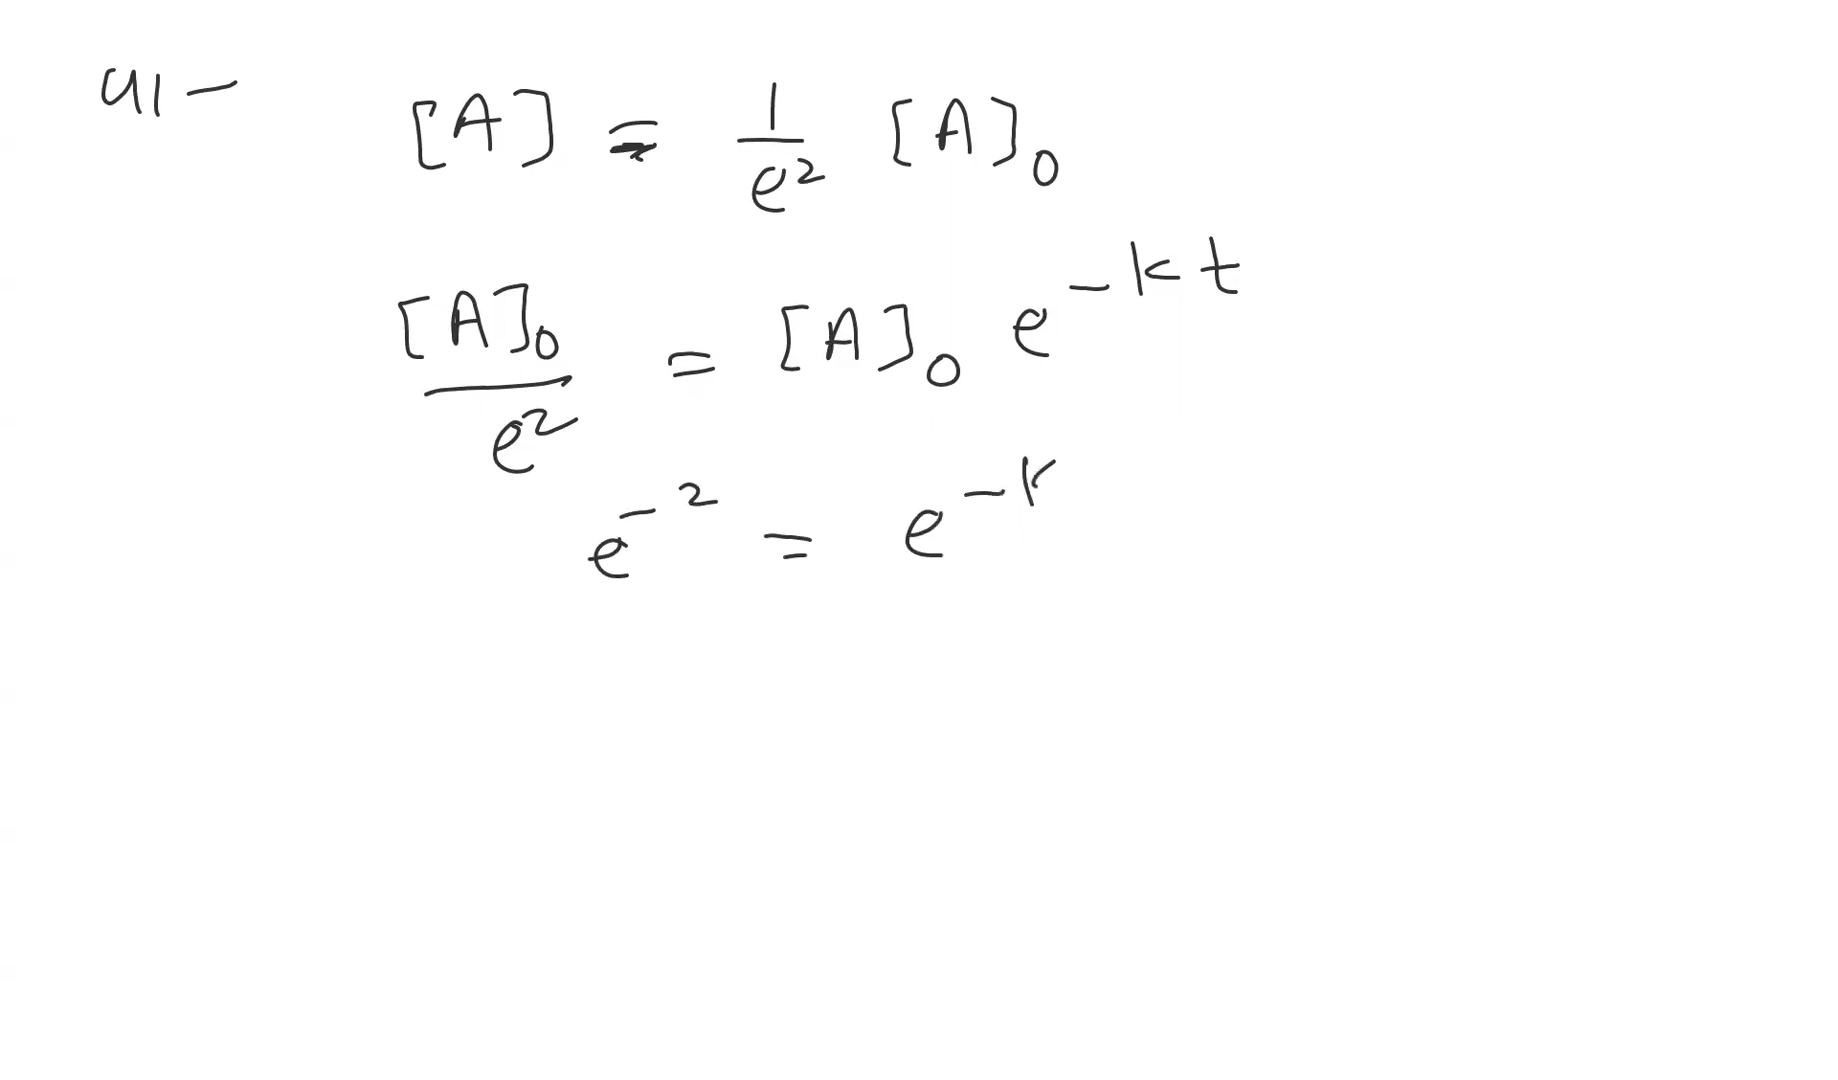 41 - [A] = 1/e² [A]₀
[A]₀/e² = [A]₀ e^{-kt}
e^{-2} = e^{-k}